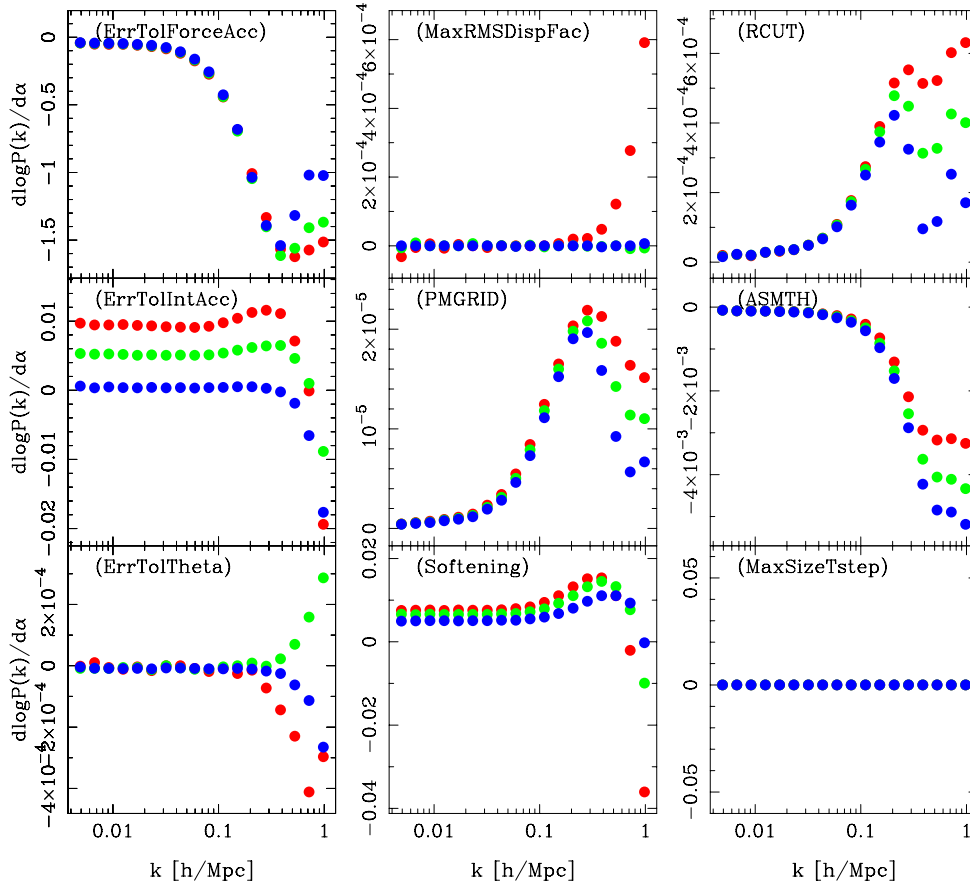 (ErrTolForceAcc)
dlogP(k)/dα
0
−0.5
−1
−1.5
(MaxRMSDispFac)
6×10⁻⁴
4×10⁻⁴
2×10⁻⁴
0
(RCUT)
6×10⁻⁴
4×10⁻⁴
2×10⁻⁴
0
(ErrTolIntAcc)
dlogP(k)/dα
0.01
0
−0.01
−0.02
(PMGRID)
2×10⁻⁵
10⁻⁵
0
(ASMTH)
0
−2×10⁻³
−4×10⁻³
(ErrTolTheta)
dlogP(k)/dα
2×10⁻⁴
0
−2×10⁻⁴
−4×10⁻⁴
(Softening)
0.02
0
−0.02
−0.04
(MaxSizeTstep)
0.05
0
−0.05
0.01 0.1 1
0.01 0.1 1
0.01 0.1 1
k [h/Mpc]
k [h/Mpc]
k [h/Mpc]